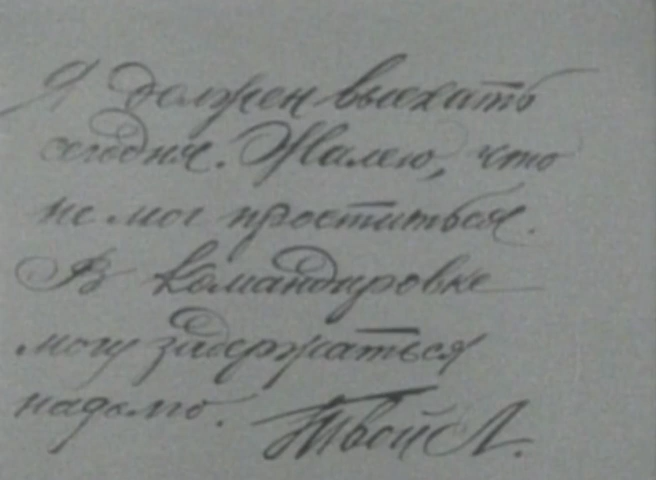 Я должен выехать
сегодня. Жалею, что
не мог проститься.
В командировке
могу задержаться
надолго. Твой Л.